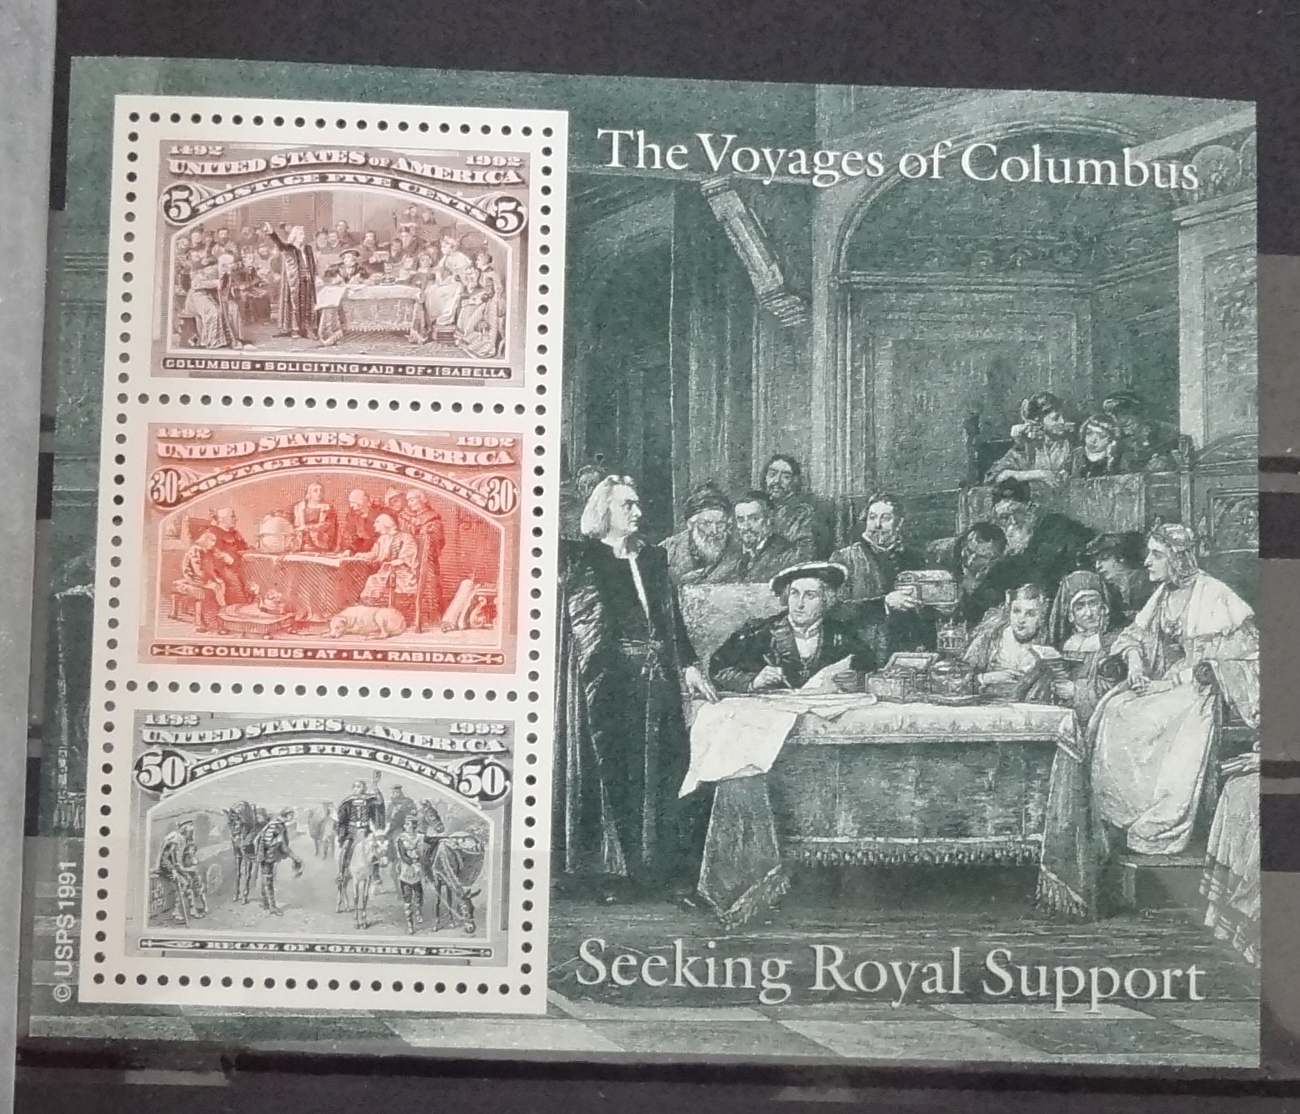 The Voyages of Columbus
1492 1992
UNITED STATES OF AMERICA
POSTAGE FIVE CENTS
5 5
COLUMBUS · SOLICITING · AID · OF · ISABELLA
1492 1992
UNITED STATES OF AMERICA
POSTAGE THIRTY CENTS
30 30
COLUMBUS · AT · LA · RABIDA
1492 1992
UNITED STATES OF AMERICA
POSTAGE FIFTY CENTS
50 50
RECALL OF COLUMBUS
Seeking Royal Support
© USPS 1991